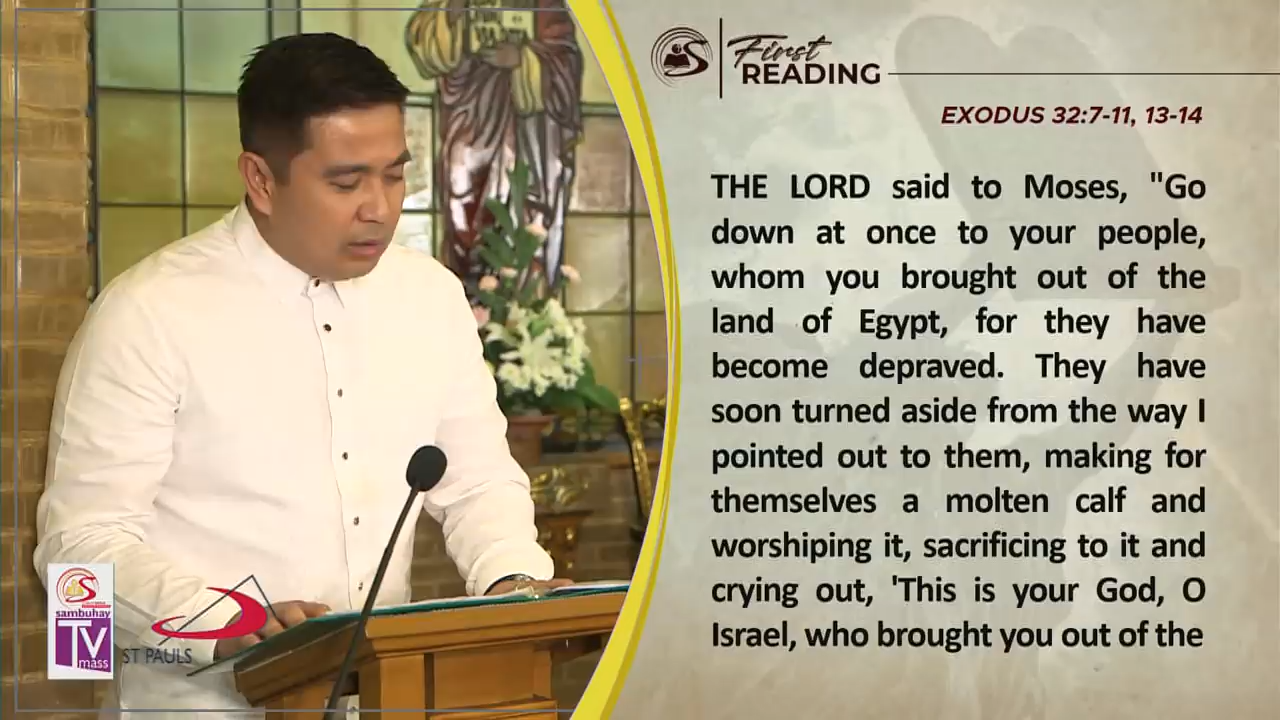 First
READING
EXODUS 32:7-11, 13-14
THE LORD said to Moses, "Go
down at once to your people,
whom you brought out of the
land of Egypt, for they have
become depraved. They have
soon turned aside from the way I
pointed out to them, making for
themselves a molten calf and
worshiping it, sacrificing to it and
crying out, 'This is your God, O
Israel, who brought you out of the
sambuhay
TV
mass
ST PAULS